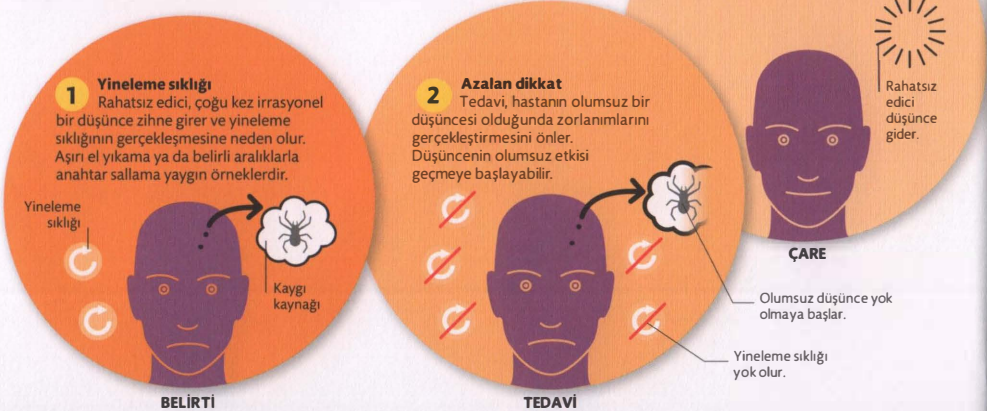 1 Yineleme sıklığı
Rahatsız edici, çoğu kez irrasyonel
bir düşünce zihne girer ve yineleme
sıklığının gerçekleşmesine neden olur.
Aşırı el yıkama ya da belirli aralıklarla
anahtar sallama yaygın örneklerdir.
Yineleme
sıklığı
Kaygı
kaynağı
BELİRTİ
2 Azalan dikkat
Tedavi, hastanın olumsuz bir
düşüncesi olduğunda zorlanımlarını
gerçekleştirmesini önler.
Düşüncenin olumsuz etkisi
geçmeye başlayabilir.
TEDAVİ
Rahatsız
edici
düşünce
gider.
ÇARE
Olumsuz düşünce yok
olmaya başlar.
Yineleme sıklığı
yok olur.